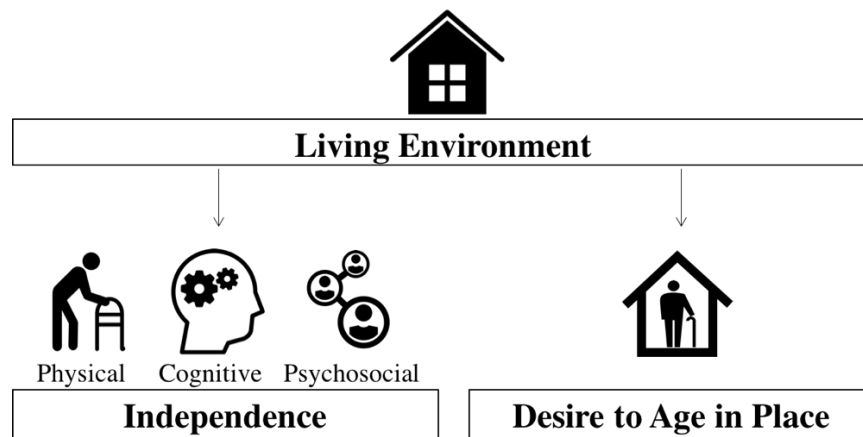 Living Environment
Physical Cognitive Psychosocial
Independence
Desire to Age in Place